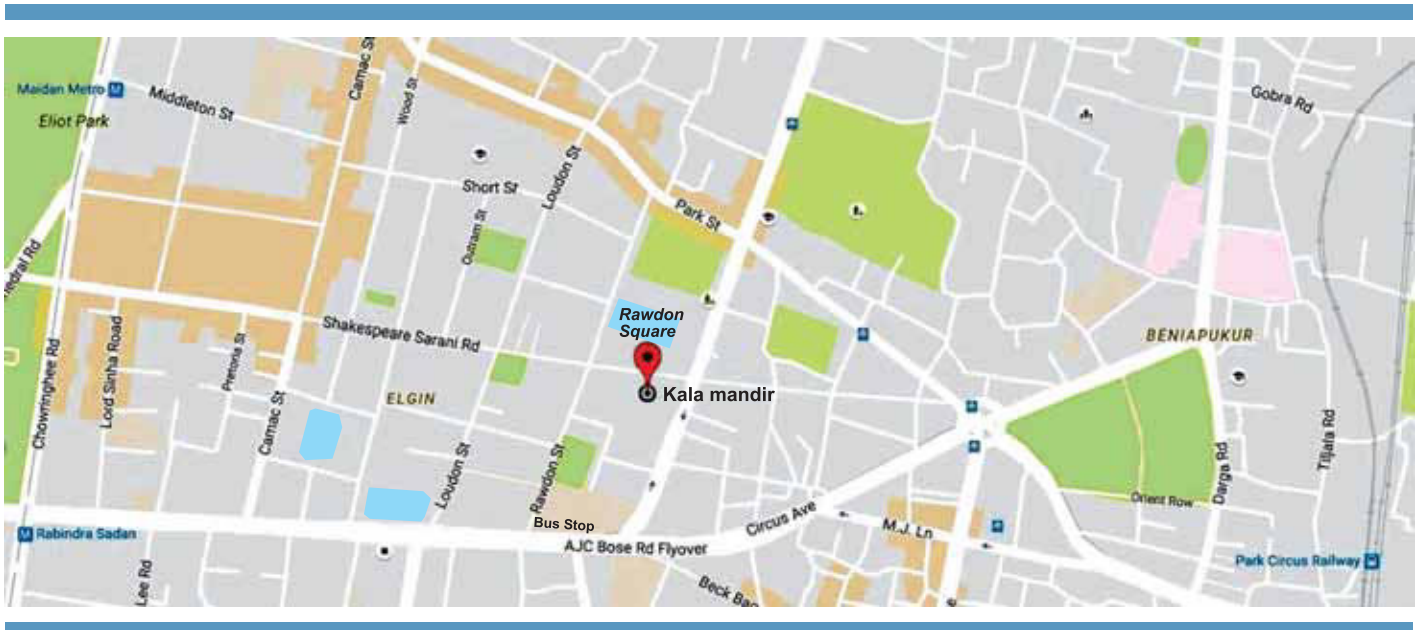 Maidan Metro
M
Eliot Park
Middleton St
Camac St
Wood St
Short St
Loudon St
Outram St
Park St
Gobra Rd
Rawdon
Square
Kala mandir
Shakespeare Sarani Rd
Chowringhee Rd
Lord Sinha Road
Pretoria St
Camac St
ELGIN
Loudon St
Rawdon St
Bus Stop
BENIAPUKUR
Tiljala Rd
Darga Rd
Orient Row
Circus Ave
M.J. Ln
M
Rabindra Sadan
AJC Bose Rd Flyover
Park Circus Railway
Lee Rd
Beck